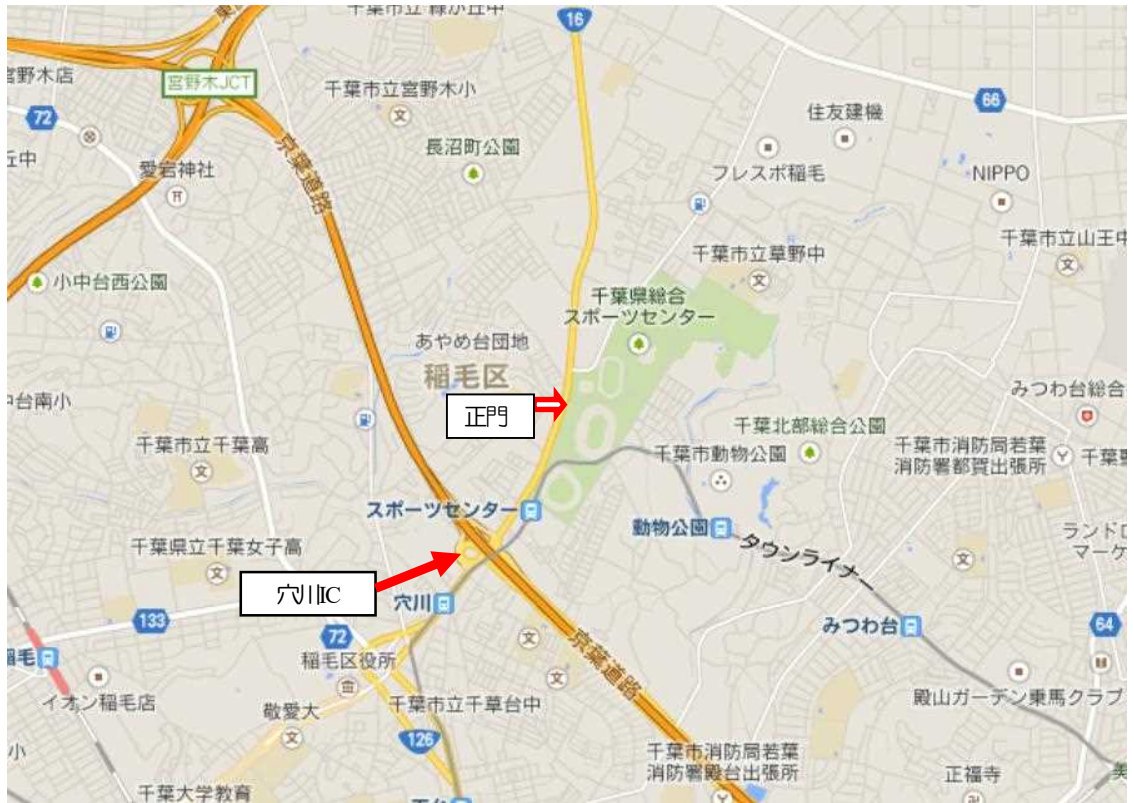 千葉市立緑が丘中
16
宮野木店
宮野木JCT
千葉市立宮野木小
66
住友建機
72
丘中
京葉道路
長沼町公園
愛宕神社
フレスポ稲毛
NIPPO
千葉市立山王中
千葉市立草野中
小中台西公園
千葉県総合
スポーツセンター
あやめ台団地
稲毛区
みつわ台総合
中台南小
正門
千葉北部総合公園
千葉市立千葉高
千葉市動物公園
千葉市消防局若葉
消防署都賀出張所
スポーツセンター
動物公園
タウンライナー
千葉県立千葉女子高
穴川IC
穴川
133
72
みつわ台
64
稲毛区役所
京葉道路
イオン稲毛店
敬愛大
千葉市立千草台中
殿山ガーデン乗馬クラブ
126
千葉市消防局若葉
消防署殿台出張所
正福寺
小
千葉大学教育